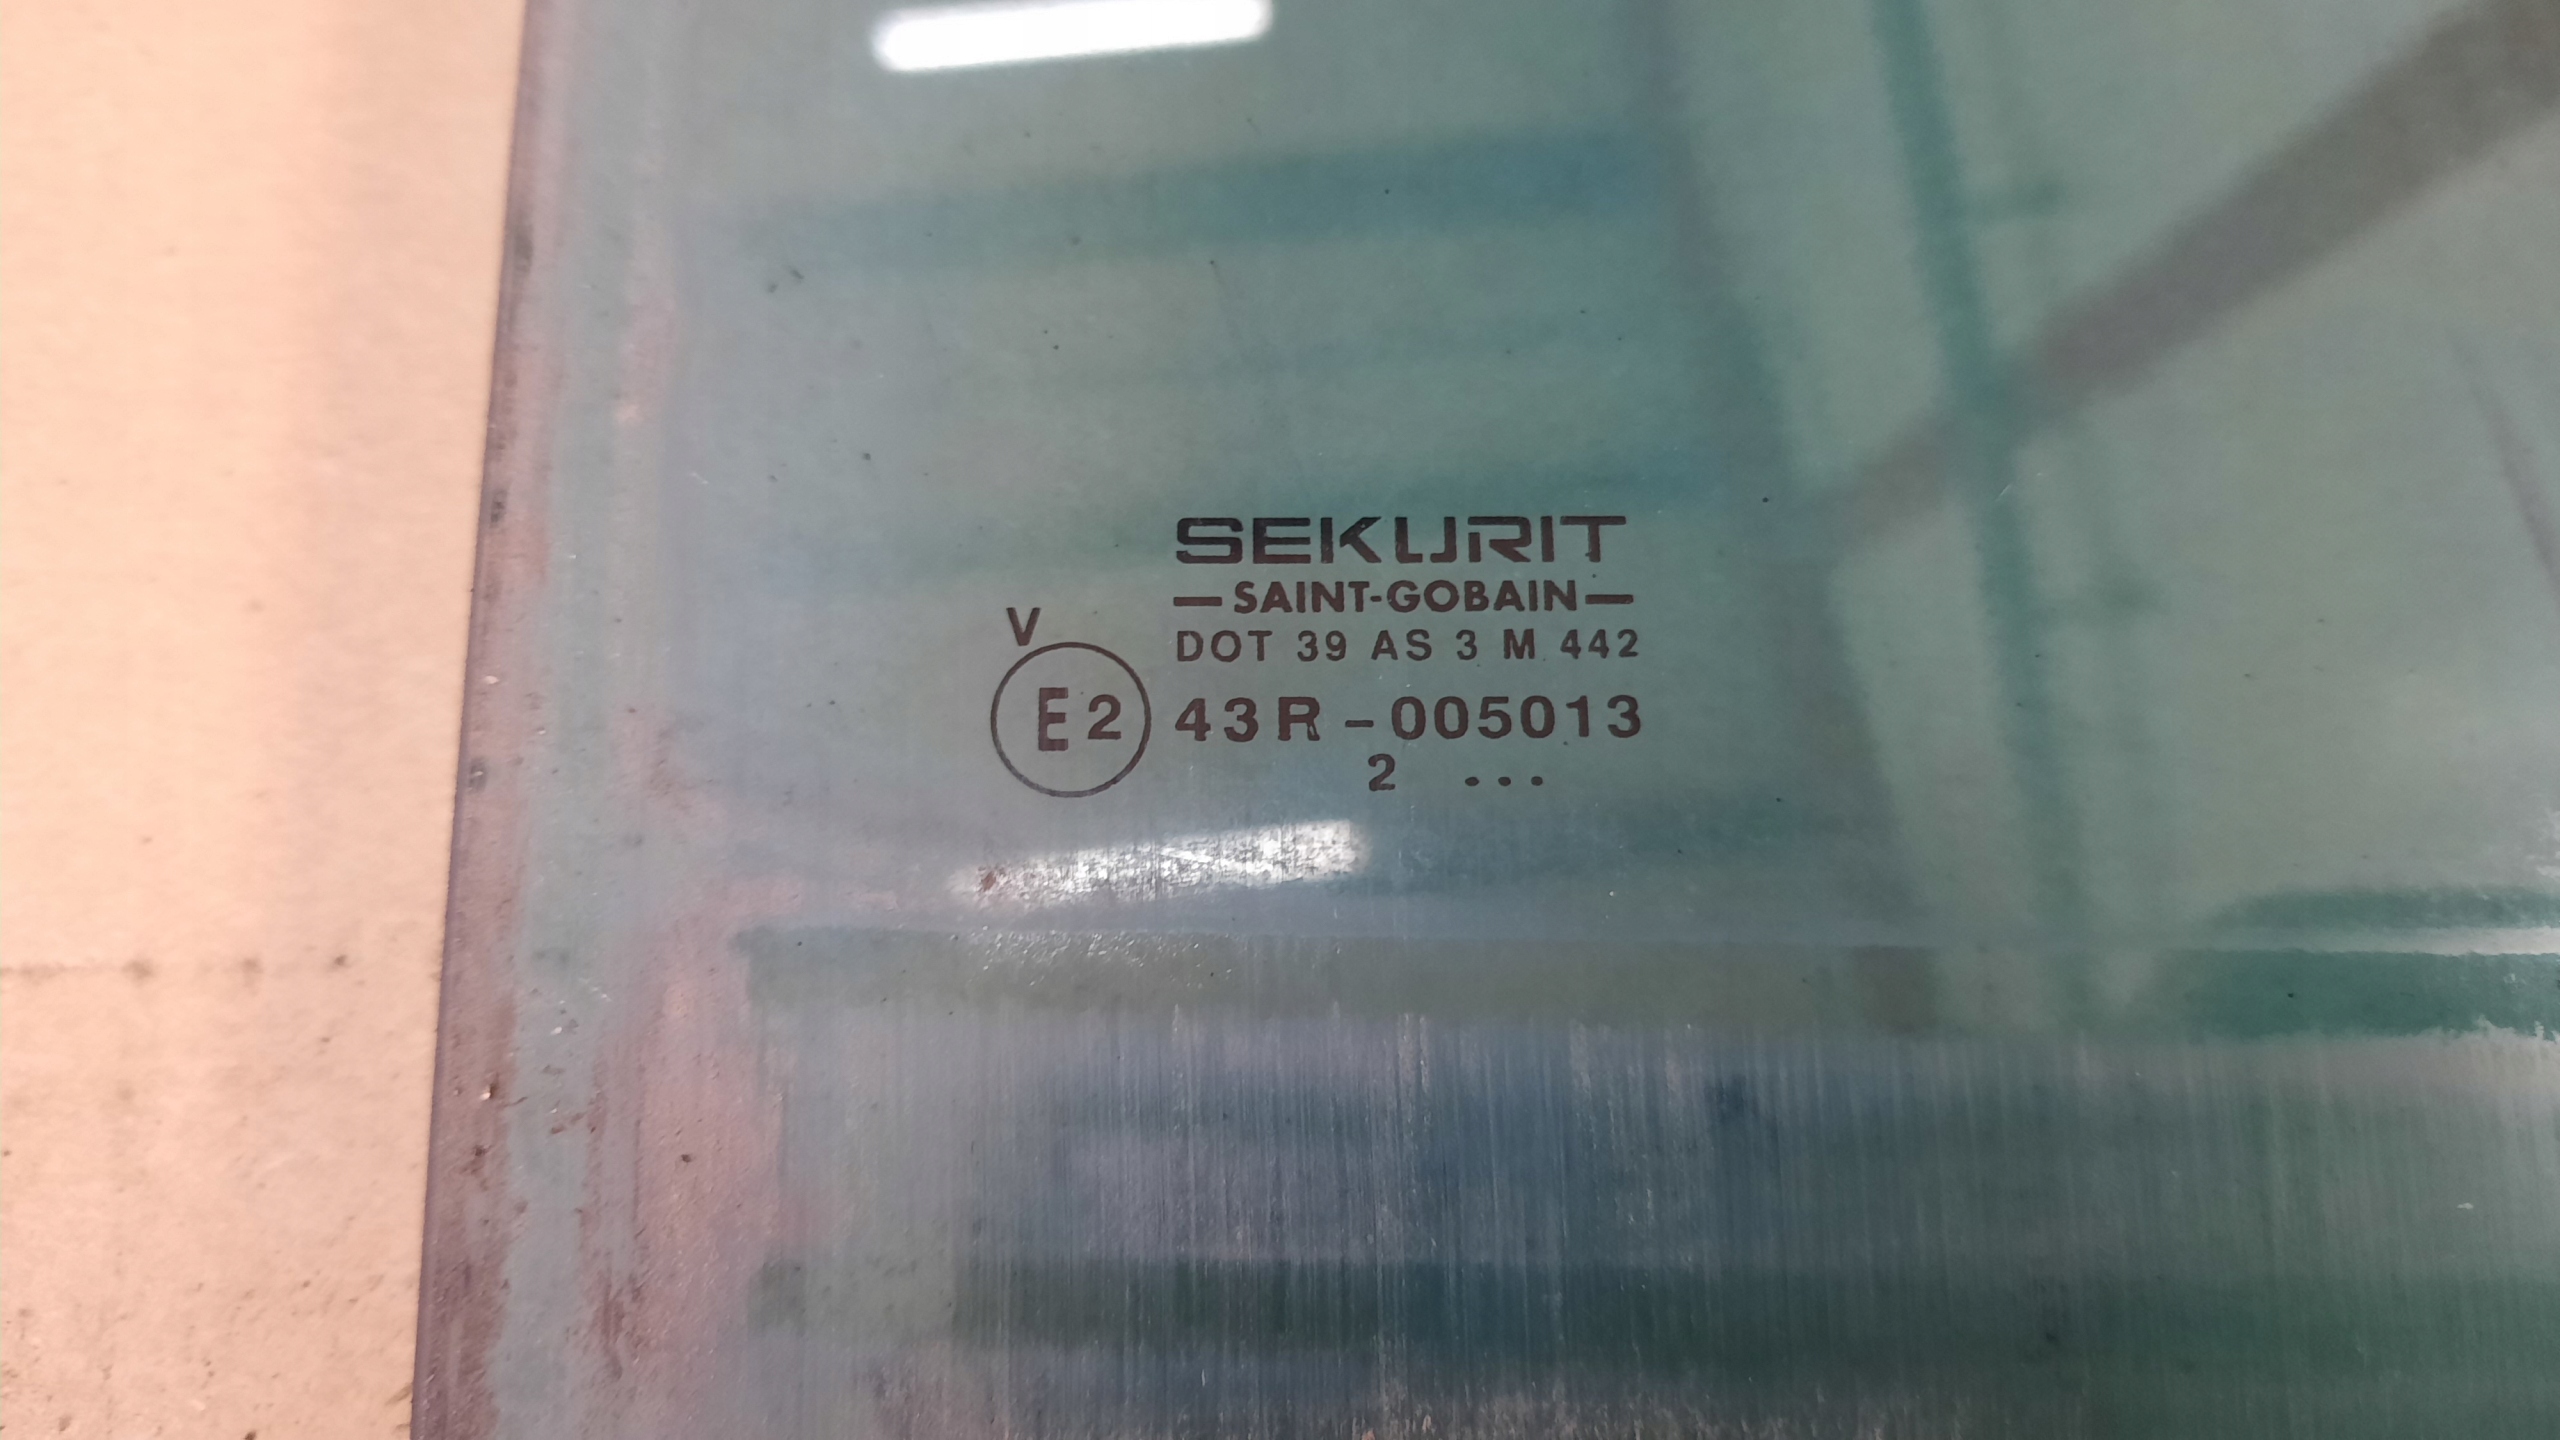 SEKURIT
—SAINT-GOBAIN—
V
DOT 39 AS 3 M 442
E2 43R-005013
2 ...